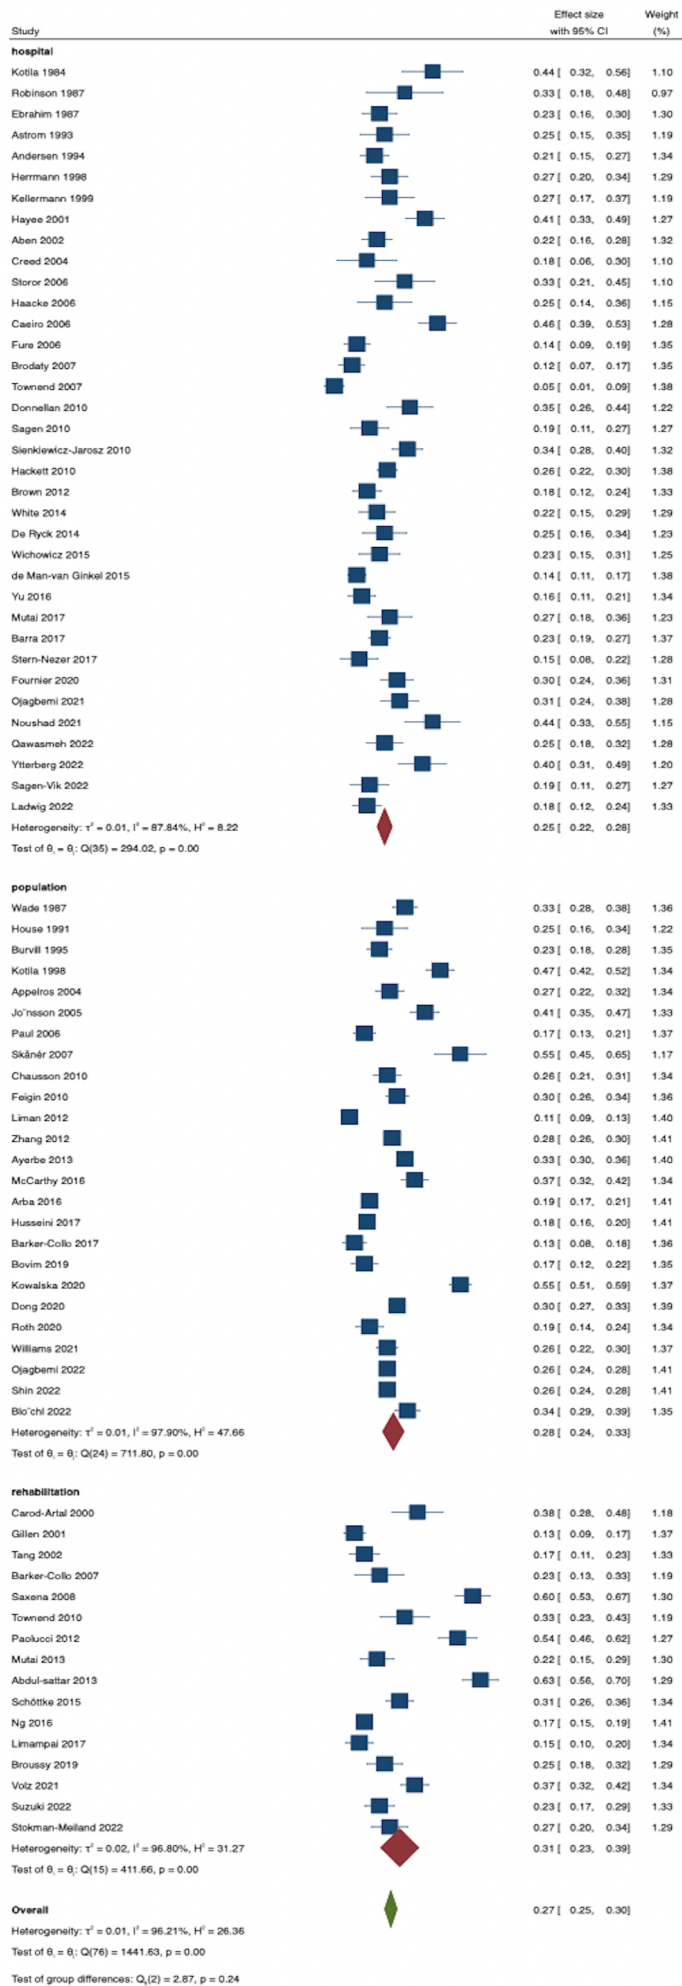 Effect size Weight
Study with 95% CI (%)
hospital
Kotila 1984 0.44 [ 0.32, 0.56] 1.10
Robinson 1987 0.33 [ 0.18, 0.48] 0.97
Ebrahim 1987 0.23 [ 0.16, 0.30] 1.30
Astrom 1993 0.25 [ 0.15, 0.35] 1.19
Andersen 1994 0.21 [ 0.15, 0.27] 1.34
Herrmann 1998 0.27 [ 0.20, 0.34] 1.29
Kellermann 1999 0.27 [ 0.17, 0.37] 1.19
Hayee 2001 0.41 [ 0.33, 0.49] 1.27
Aben 2002 0.22 [ 0.16, 0.28] 1.32
Creed 2004 0.18 [ 0.06, 0.30] 1.10
Storor 2006 0.33 [ 0.21, 0.45] 1.10
Haacke 2006 0.25 [ 0.14, 0.36] 1.15
Caeiro 2006 0.46 [ 0.39, 0.53] 1.28
Fure 2006 0.14 [ 0.09, 0.19] 1.35
Brodaty 2007 0.12 [ 0.07, 0.17] 1.35
Townend 2007 0.05 [ 0.01, 0.09] 1.38
Donnellan 2010 0.35 [ 0.26, 0.44] 1.22
Sagen 2010 0.19 [ 0.11, 0.27] 1.27
Sienkiewicz-Jarosz 2010 0.34 [ 0.28, 0.40] 1.32
Hackett 2010 0.26 [ 0.22, 0.30] 1.38
Brown 2012 0.18 [ 0.12, 0.24] 1.33
White 2014 0.22 [ 0.15, 0.29] 1.29
De Ryck 2014 0.25 [ 0.16, 0.34] 1.23
Wichowicz 2015 0.23 [ 0.15, 0.31] 1.25
de Man-van Ginkel 2015 0.14 [ 0.11, 0.17] 1.38
Yu 2016 0.16 [ 0.11, 0.21] 1.34
Mutai 2017 0.27 [ 0.18, 0.36] 1.23
Barra 2017 0.23 [ 0.19, 0.27] 1.37
Stern-Nezer 2017 0.15 [ 0.08, 0.22] 1.28
Fournier 2020 0.30 [ 0.24, 0.36] 1.31
Ojagbemi 2021 0.31 [ 0.24, 0.38] 1.28
Noushad 2021 0.44 [ 0.33, 0.55] 1.15
Qawasmeh 2022 0.25 [ 0.18, 0.32] 1.28
Ytterberg 2022 0.40 [ 0.31, 0.49] 1.20
Sagen-Vik 2022 0.19 [ 0.11, 0.27] 1.27
Ladwig 2022 0.18 [ 0.12, 0.24] 1.33
Heterogeneity: τ² = 0.01, I² = 87.84%, H² = 8.22 0.25 [ 0.22, 0.28]
Test of θᵢ = θⱼ: Q(35) = 294.02, p = 0.00
population
Wade 1987 0.33 [ 0.28, 0.38] 1.36
House 1991 0.25 [ 0.16, 0.34] 1.22
Burvill 1995 0.23 [ 0.18, 0.28] 1.35
Kotila 1998 0.47 [ 0.42, 0.52] 1.34
Appelros 2004 0.27 [ 0.22, 0.32] 1.34
Jo¨nsson 2005 0.41 [ 0.35, 0.47] 1.33
Paul 2006 0.17 [ 0.13, 0.21] 1.37
Skånér 2007 0.55 [ 0.45, 0.65] 1.17
Chausson 2010 0.26 [ 0.21, 0.31] 1.34
Feigin 2010 0.30 [ 0.26, 0.34] 1.36
Liman 2012 0.11 [ 0.09, 0.13] 1.40
Zhang 2012 0.28 [ 0.26, 0.30] 1.41
Ayerbe 2013 0.33 [ 0.30, 0.36] 1.40
McCarthy 2016 0.37 [ 0.32, 0.42] 1.34
Arba 2016 0.19 [ 0.17, 0.21] 1.41
Husseini 2017 0.18 [ 0.16, 0.20] 1.41
Barker-Collo 2017 0.13 [ 0.08, 0.18] 1.36
Bovim 2019 0.17 [ 0.12, 0.22] 1.35
Kowalska 2020 0.55 [ 0.51, 0.59] 1.37
Dong 2020 0.30 [ 0.27, 0.33] 1.39
Roth 2020 0.19 [ 0.14, 0.24] 1.34
Williams 2021 0.26 [ 0.22, 0.30] 1.37
Ojagbemi 2022 0.26 [ 0.24, 0.28] 1.41
Shin 2022 0.26 [ 0.24, 0.28] 1.41
Blo¨chl 2022 0.34 [ 0.29, 0.39] 1.35
Heterogeneity: τ² = 0.01, I² = 97.90%, H² = 47.66 0.28 [ 0.24, 0.33]
Test of θᵢ = θⱼ: Q(24) = 711.80, p = 0.00
rehabilitation
Carod-Artal 2000 0.38 [ 0.28, 0.48] 1.18
Gillen 2001 0.13 [ 0.09, 0.17] 1.37
Tang 2002 0.17 [ 0.11, 0.23] 1.33
Barker-Collo 2007 0.23 [ 0.13, 0.33] 1.19
Saxena 2008 0.60 [ 0.53, 0.67] 1.30
Townend 2010 0.33 [ 0.23, 0.43] 1.19
Paolucci 2012 0.54 [ 0.46, 0.62] 1.27
Mutai 2013 0.22 [ 0.15, 0.29] 1.30
Abdul-sattar 2013 0.63 [ 0.56, 0.70] 1.29
Schöttke 2015 0.31 [ 0.26, 0.36] 1.34
Ng 2016 0.17 [ 0.15, 0.19] 1.41
Limampai 2017 0.15 [ 0.10, 0.20] 1.34
Broussy 2019 0.25 [ 0.18, 0.32] 1.29
Volz 2021 0.37 [ 0.32, 0.42] 1.34
Suzuki 2022 0.23 [ 0.17, 0.29] 1.33
Stokman-Meiland 2022 0.27 [ 0.20, 0.34] 1.29
Heterogeneity: τ² = 0.02, I² = 96.80%, H² = 31.27 0.31 [ 0.23, 0.39]
Test of θᵢ = θⱼ: Q(15) = 411.66, p = 0.00
Overall 0.27 [ 0.25, 0.30]
Heterogeneity: τ² = 0.01, I² = 96.21%, H² = 26.36
Test of θᵢ = θⱼ: Q(76) = 1441.63, p = 0.00
Test of group differences: Q_b(2) = 2.87, p = 0.24